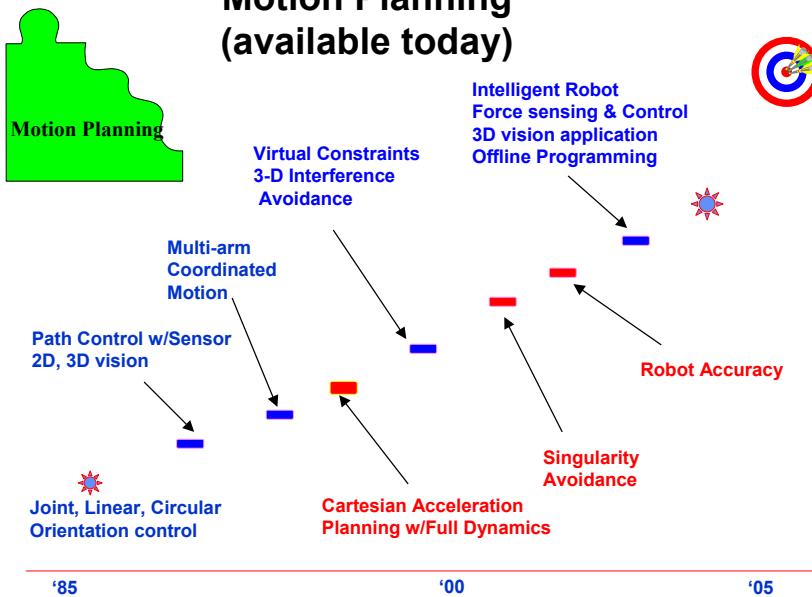 Motion Planning
(available today)
Motion Planning
Intelligent Robot
Force sensing & Control
3D vision application
Offline Programming
Virtual Constraints
3-D Interference
Avoidance
Multi-arm
Coordinated
Motion
Path Control w/Sensor
2D, 3D vision
Robot Accuracy
Singularity
Avoidance
Joint, Linear, Circular
Orientation control
Cartesian Acceleration
Planning w/Full Dynamics
‘85
‘00
‘05